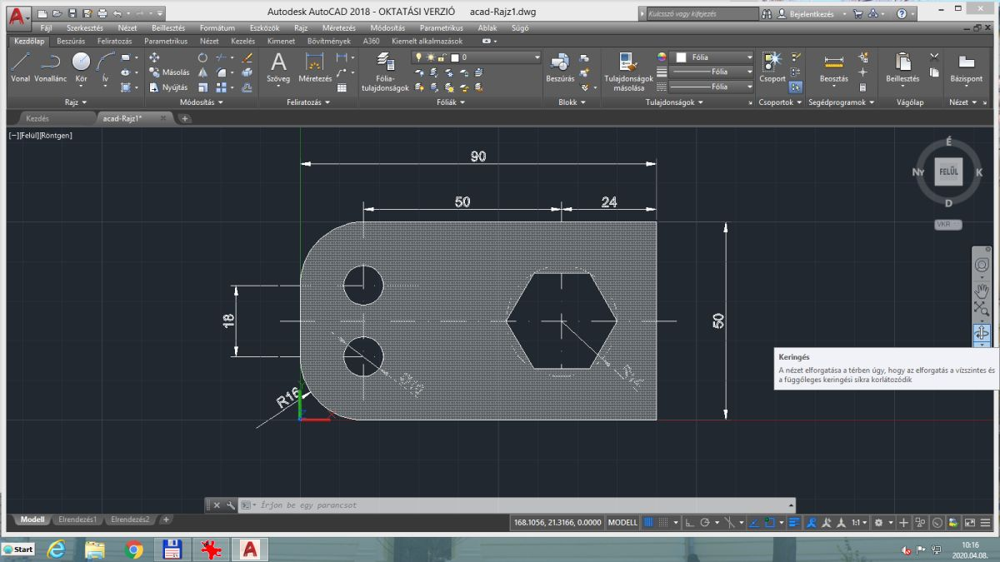 Autodesk AutoCAD 2018 - OKTATÁSI VERZIÓ acad-Rajz1.dwg
Kulcsszó vagy kifejezés
Bejelentkezés
Fájl Szerkesztés Nézet Beillesztés Formátum Eszközök Rajz Méretezés Módosítás Parametrikus Ablak Súgó
Kezdőlap Beszúrás Feliratozás Parametrikus Nézet Kezelés Kimenet Bővítmények A360 Kiemelt alkalmazások
Vonal Vonallánc Kör Ív
Másolás
Nyújtás
Szöveg Méretezés
Fólia-
tulajdonságok
0
Beszúrás
Tulajdonságok
másolása
Fólia
Fólia
Fólia
Csoport
Beosztás
Beillesztés
Bázispont
Rajz Módosítás Feliratozás Fóliák Blokk Tulajdonságok Csoportok Segédprogramok Vágólap Nézet
Kezdés acad-Rajz1*
[−][Felül][Röntgen]
90
50
24
18
50
R16
É
Ny FELÜL K
D
VKR
X
Keringés
A nézet elforgatása a térben úgy, hogy az elforgatás a vízszintes és
a függőleges keringési síkra korlátozódik
Írjon be egy parancsot
Modell Elrendezés1 Elrendezés2
168.1056, 21.3166, 0.0000 MODELL
1:1
Start
10:16
2020.04.08.